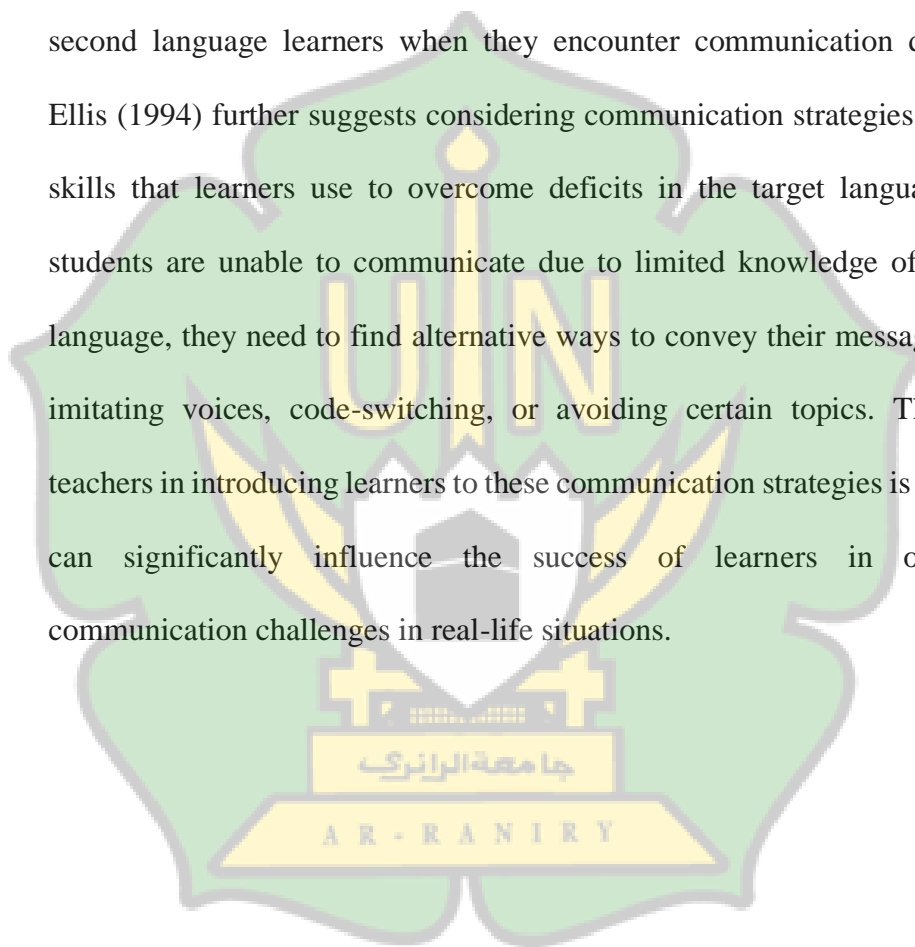 second language learners when they encounter communication d
Ellis (1994) further suggests considering communication strategies
skills that learners use to overcome deficits in the target langua
students are unable to communicate due to limited knowledge of
language, they need to find alternative ways to convey their messag
imitating voices, code-switching, or avoiding certain topics. Th
teachers in introducing learners to these communication strategies is
can significantly influence the success of learners in o
communication challenges in real-life situations.
UIN
جامعة الرانري
AR-RANIRY